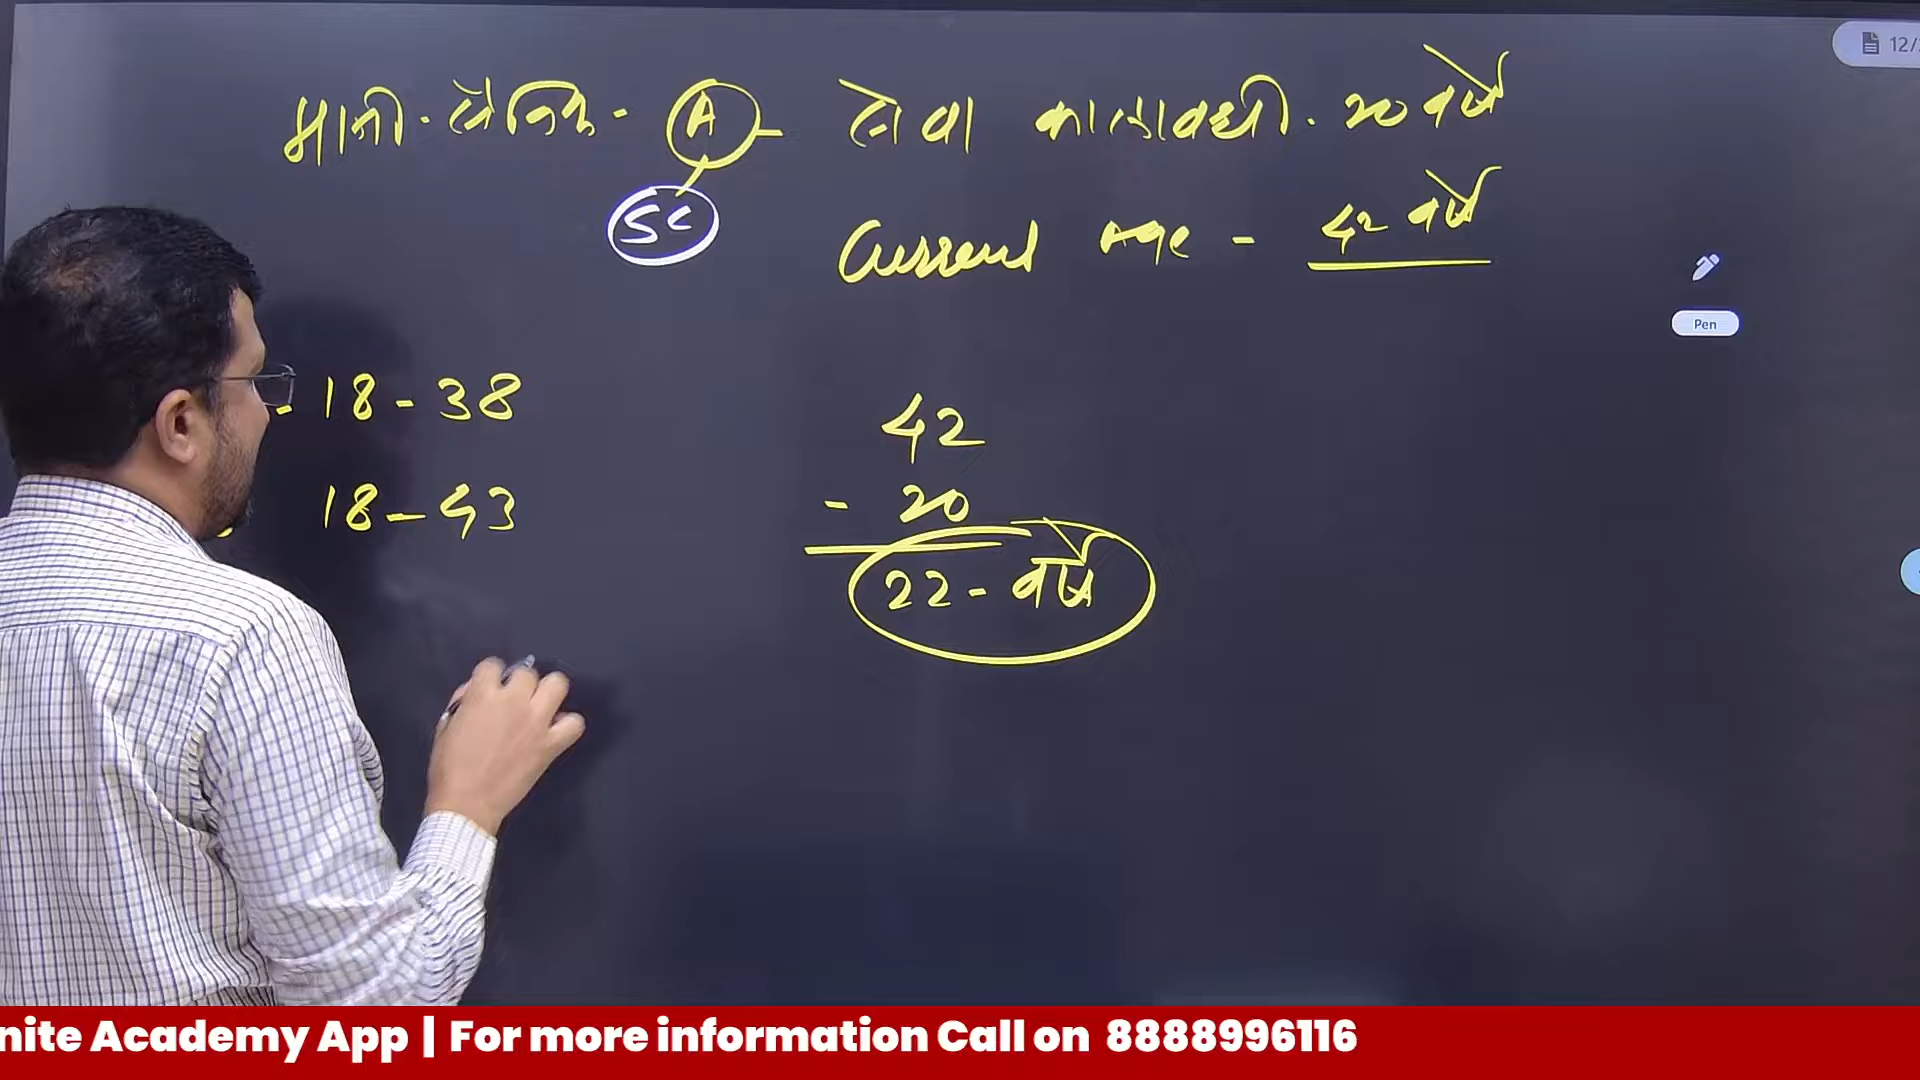 माजी. सैनिक - A - सेवा कालावधी. 20 वर्षे
SC
Current Age - 42 वर्षे
Pen
12/
18 - 38
18 - 43
42
- 20
22 - वर्षे
nite Academy App | For more information Call on 8888996116